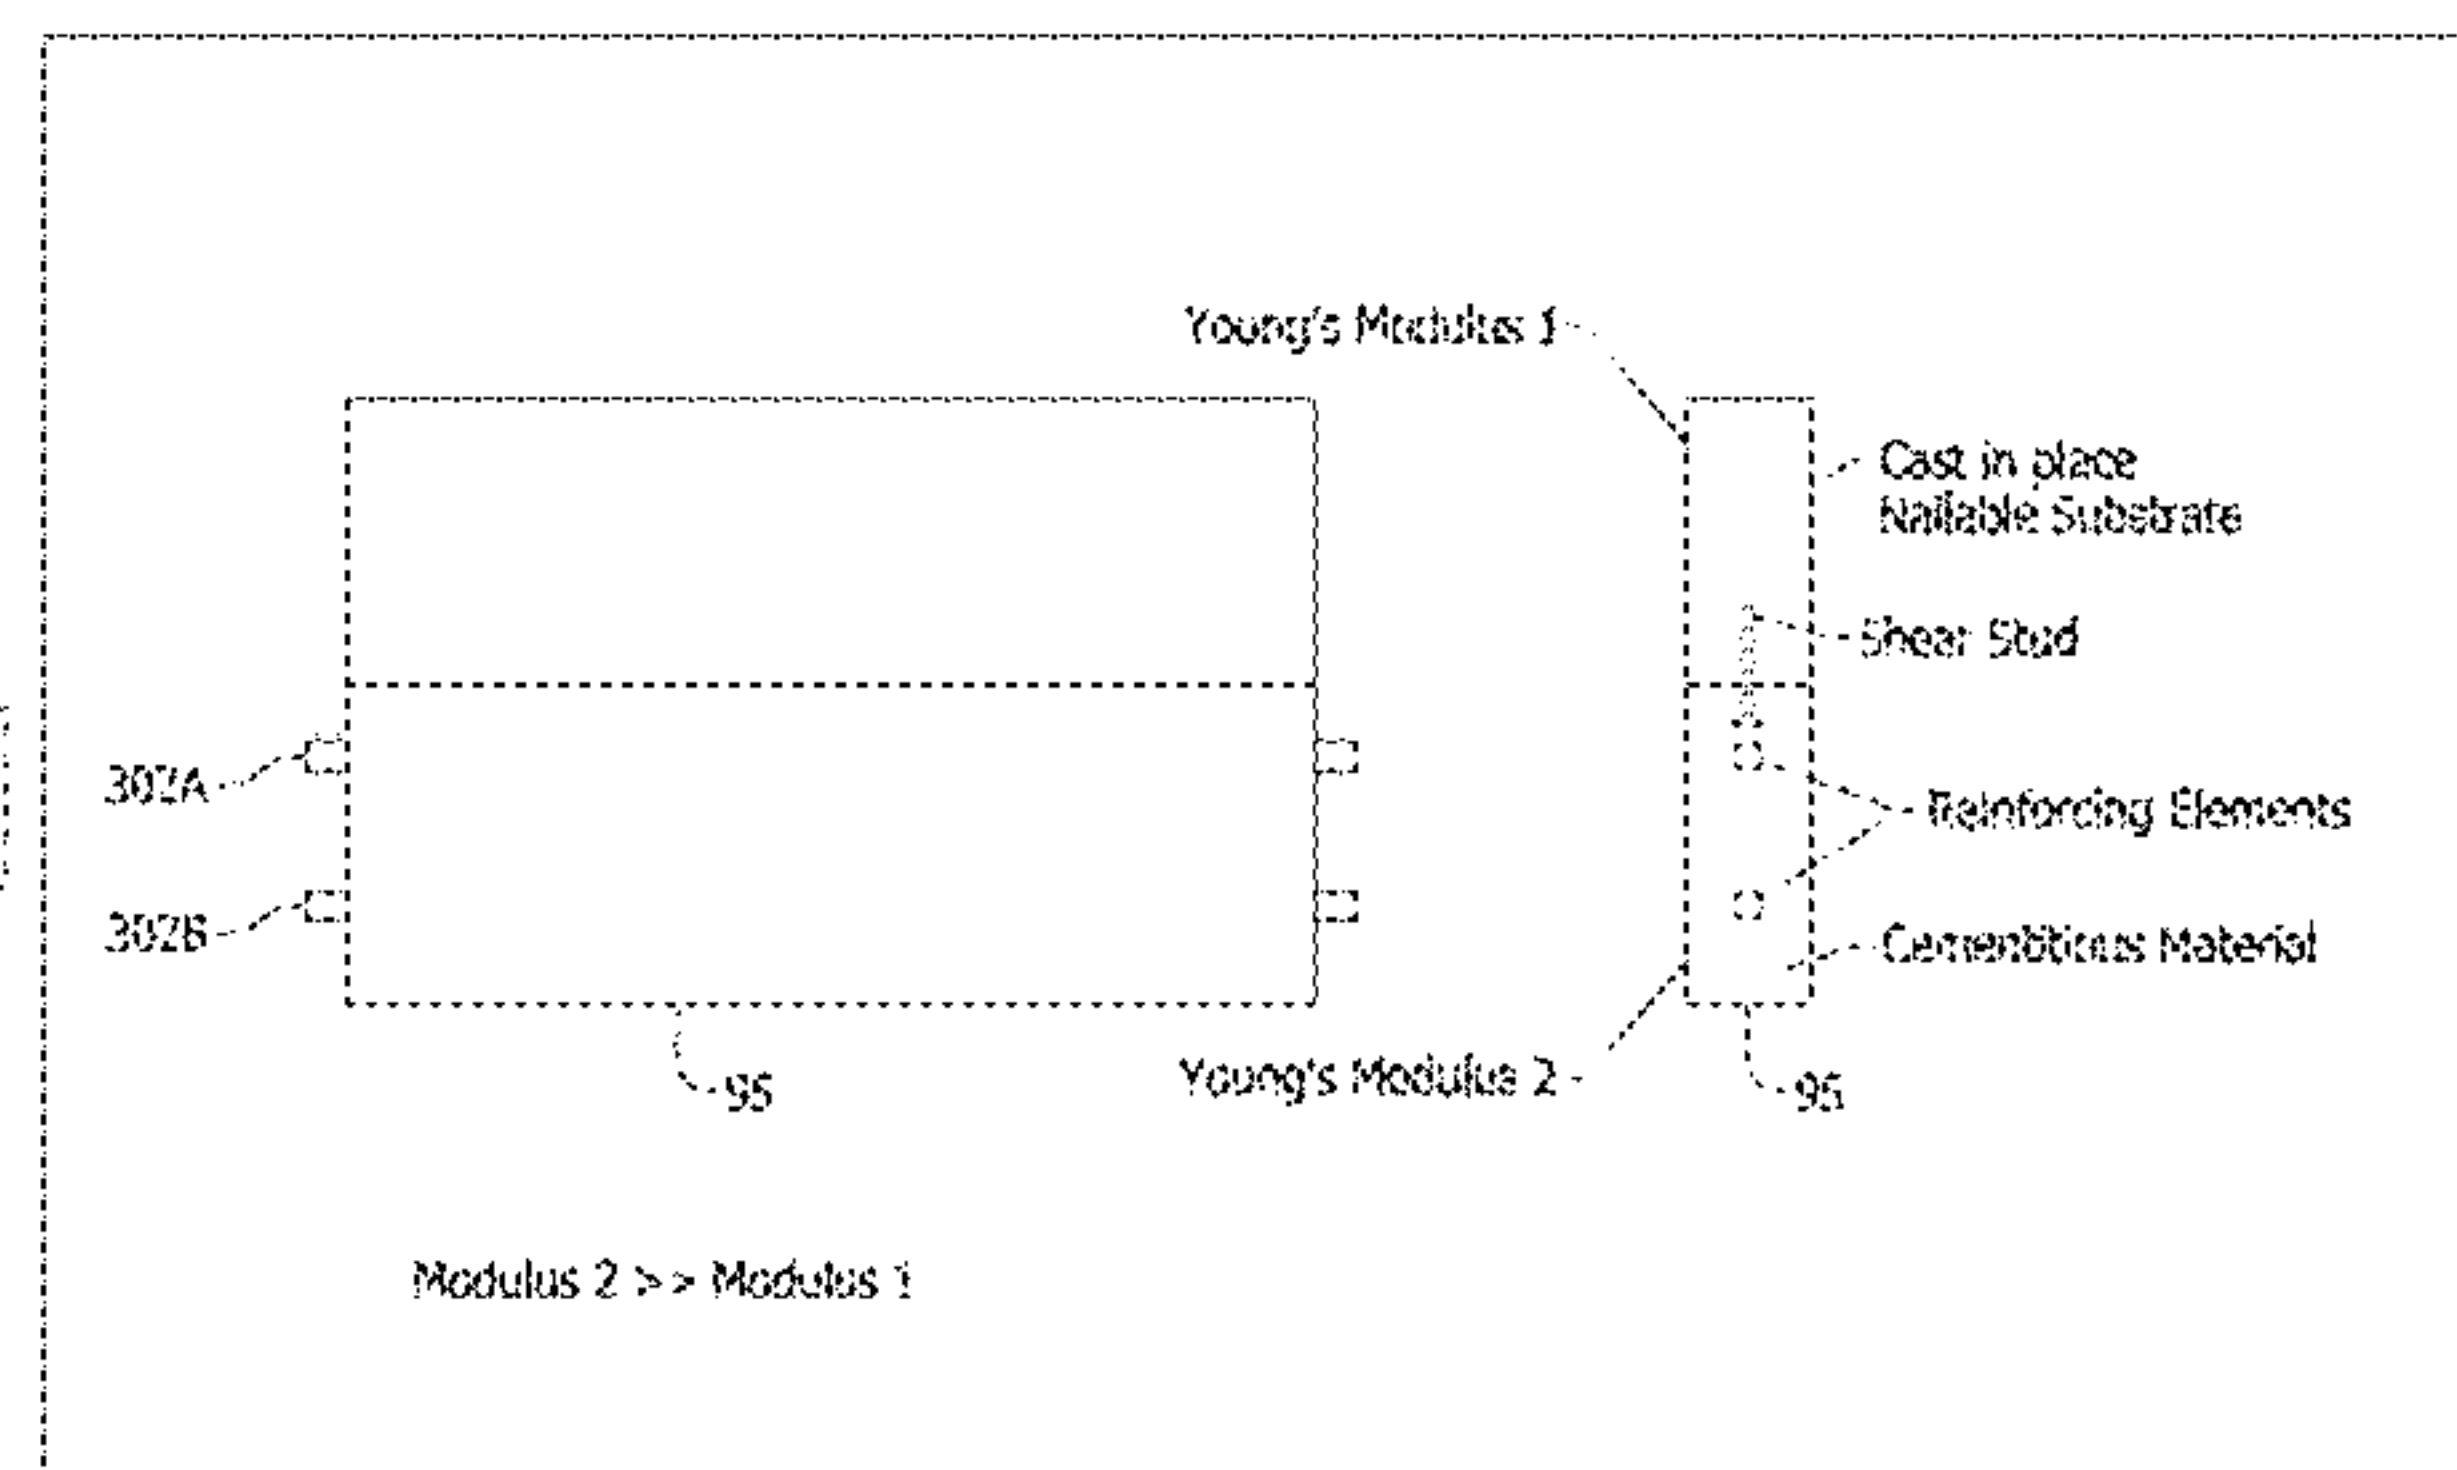 Young's Modulus 1
Cast in place
Nailable Substrate
Shear Stud
302A
Reinforcing Elements
302B
Cementitious Material
Young's Modulus 2
95
95
Modulus 2 >> Modulus 1